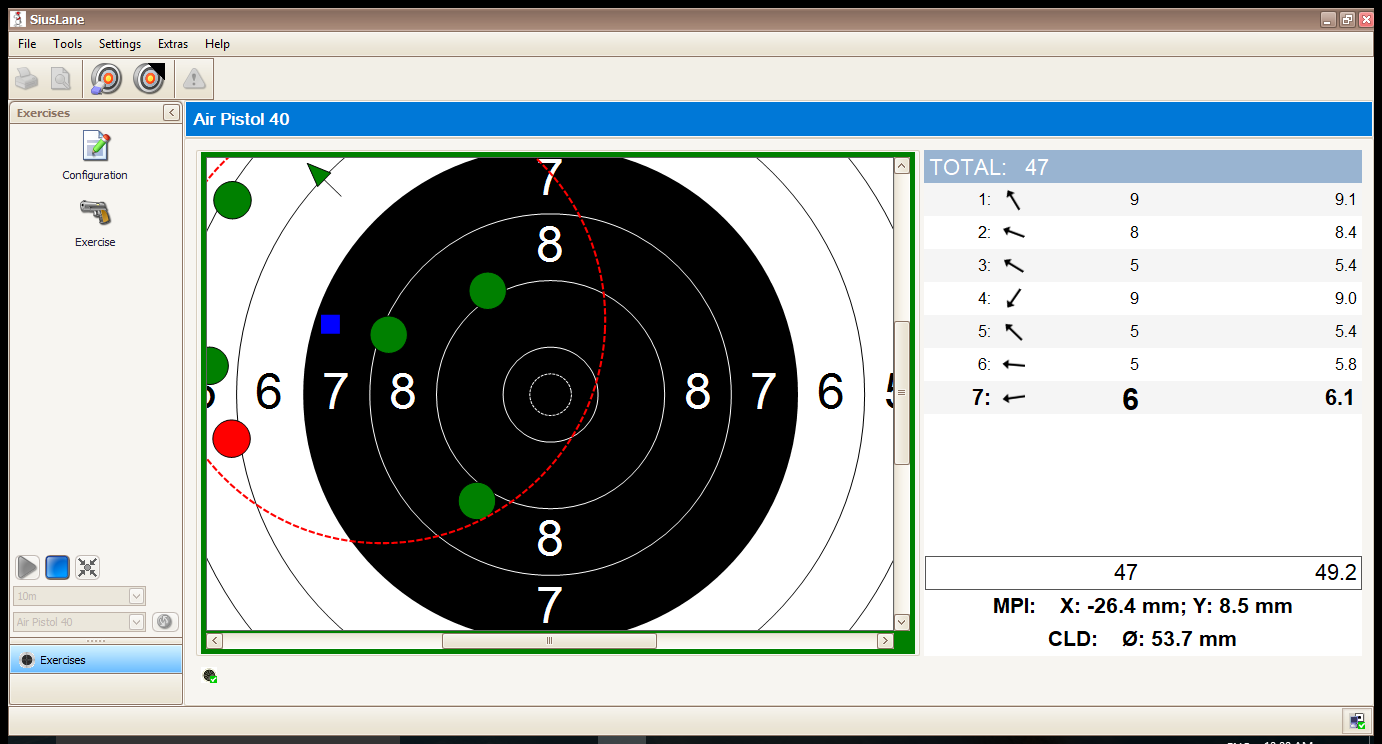 SiusLane
File Tools Settings Extras Help
Exercises
Configuration
Exercise
10m
Air Pistol 40
Exercises
Air Pistol 40
7
8
6 7 8 8 7 6
8
7
TOTAL: 47
1: 9 9.1
2: 8 8.4
3: 5 5.4
4: 9 9.0
5: 5 5.4
6: 5 5.8
7: 6 6.1
47 49.2
MPI: X: -26.4 mm; Y: 8.5 mm
CLD: Ø: 53.7 mm